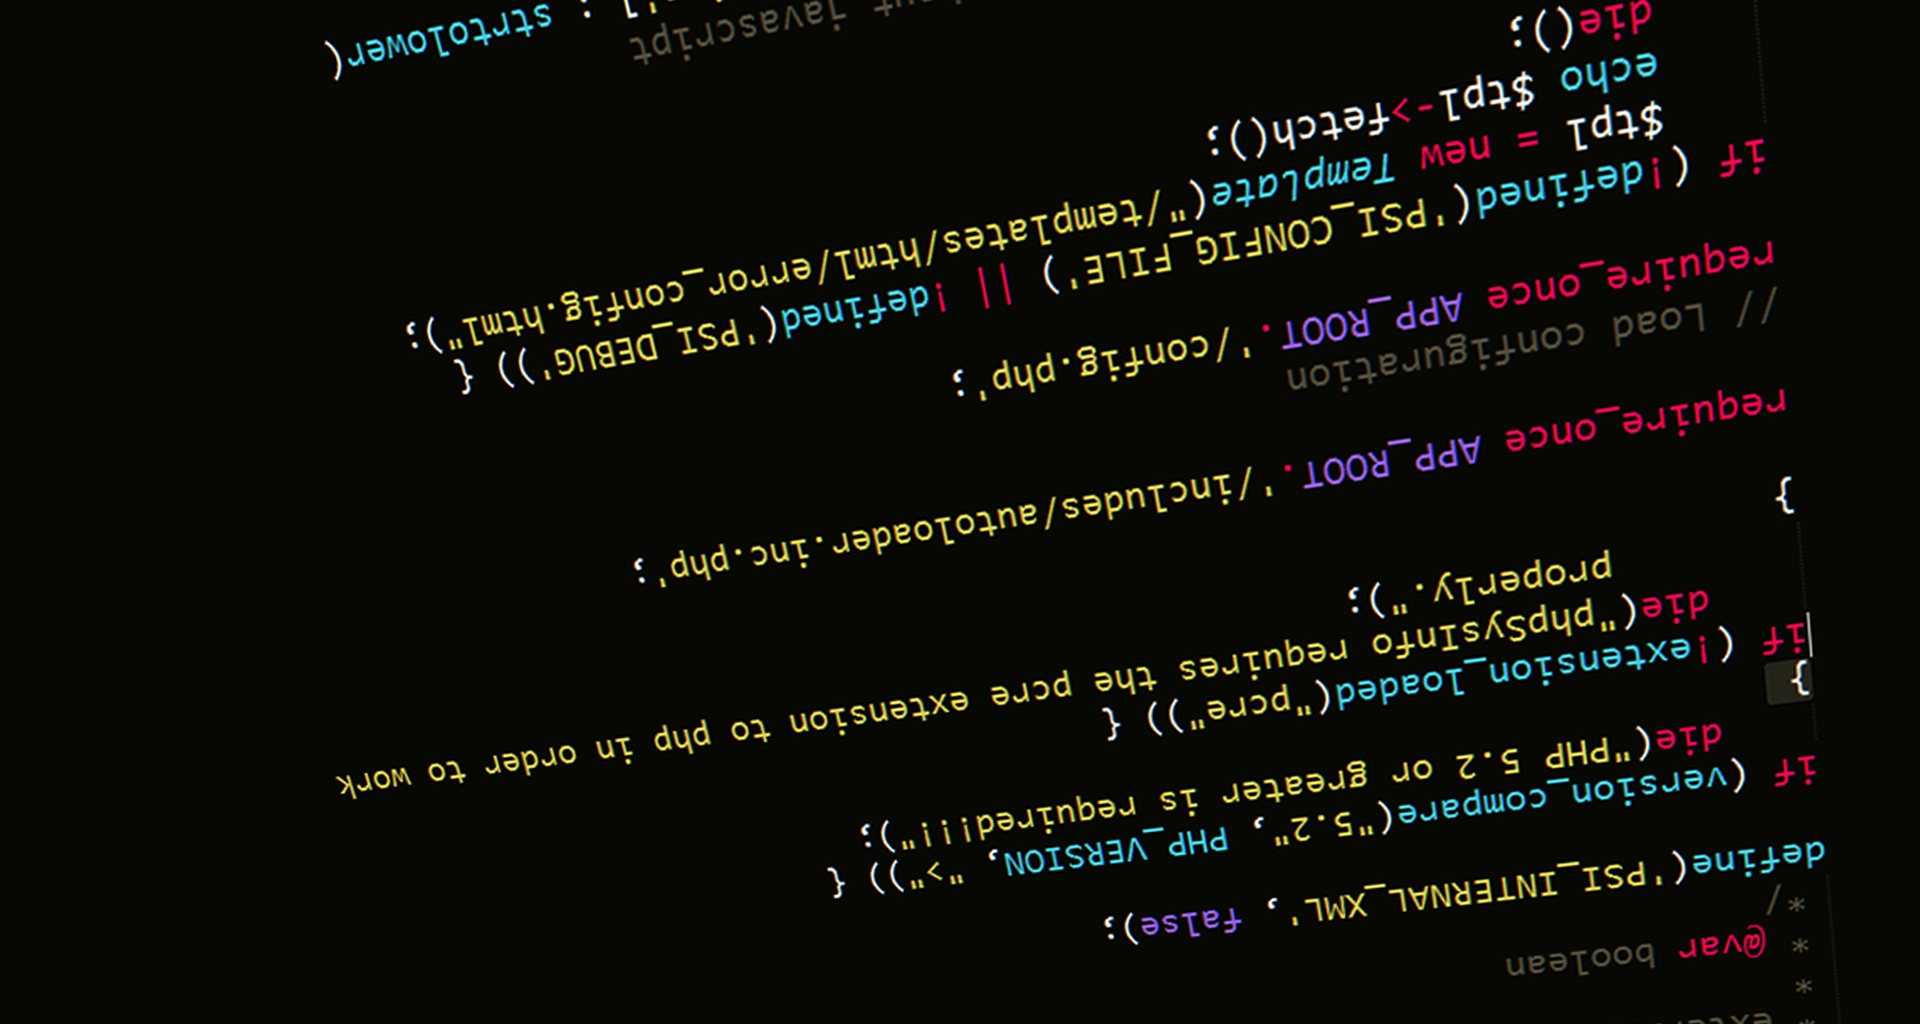 *
* @var boolean
*/
define('PSI_INTERNAL_XML', false);
if (version_compare("5.2", PHP_VERSION, ">")) {
die("PHP 5.2 or greater is required!!!");
}
if (!extension_loaded("pcre")) {
die("phpSysInfo requires the pcre extension to php in order to work
properly.");
}
require_once APP_ROOT.'/includes/autoloader.inc.php';
// Load configuration
require_once APP_ROOT.'/config.php';
if (!defined('PSI_CONFIG_FILE') || !defined('PSI_DEBUG')) {
$tpl = new Template("/templates/html/error_config.html");
echo $tpl->fetch();
die();
javascript
strtolower(